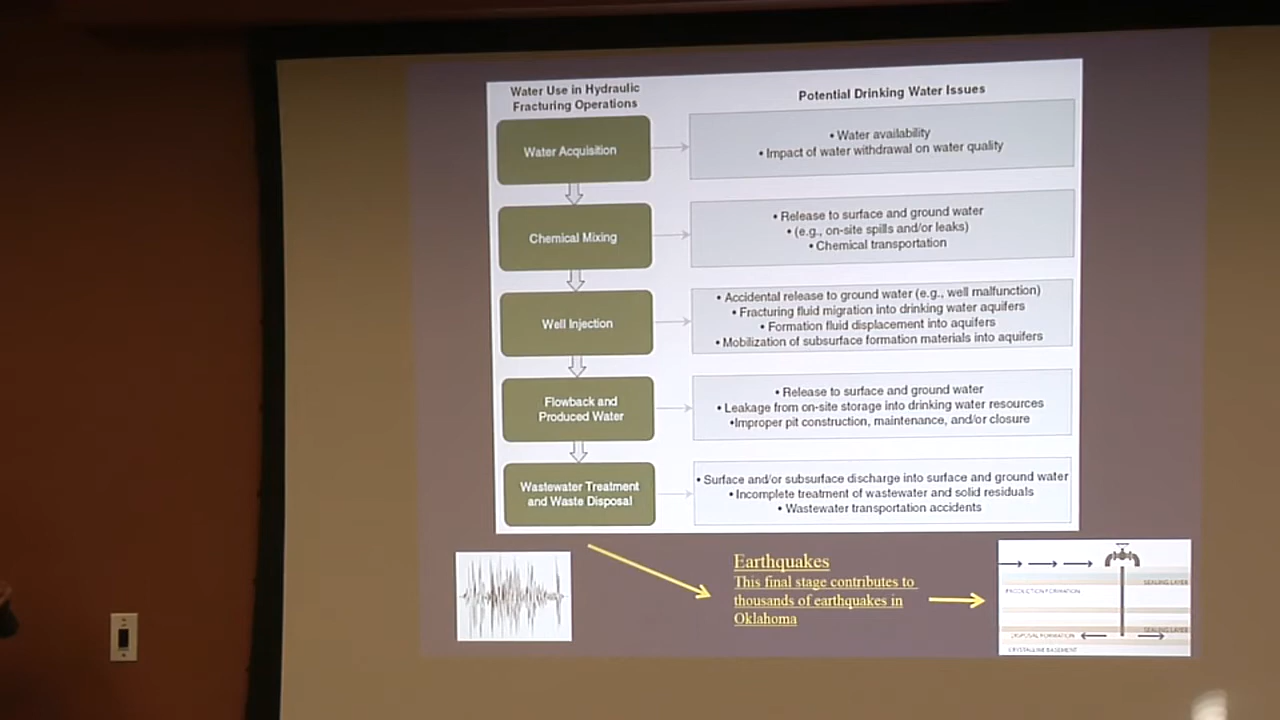 Water Use in Hydraulic
Fracturing Operations
Potential Drinking Water Issues
Water Acquisition
• Water availability
• Impact of water withdrawal on water quality
Chemical Mixing
• Release to surface and ground water
• (e.g., on-site spills and/or leaks)
• Chemical transportation
Well Injection
• Accidental release to ground water (e.g., well malfunction)
• Fracturing fluid migration into drinking water aquifers
• Formation fluid displacement into aquifers
• Mobilization of subsurface formation materials into aquifers
Flowback and
Produced Water
• Release to surface and ground water
• Leakage from on-site storage into drinking water resources
•Improper pit construction, maintenance, and/or closure
Wastewater Treatment
and Waste Disposal
• Surface and/or subsurface discharge into surface and ground water
• Incomplete treatment of wastewater and solid residuals
• Wastewater transportation accidents
Earthquakes
This final stage contributes to
thousands of earthquakes in
Oklahoma
SEALING LAYER
PRODUCTION FORMATION
SEALING LAYER
DISPOSAL FORMATION
CRYSTALLINE BASEMENT